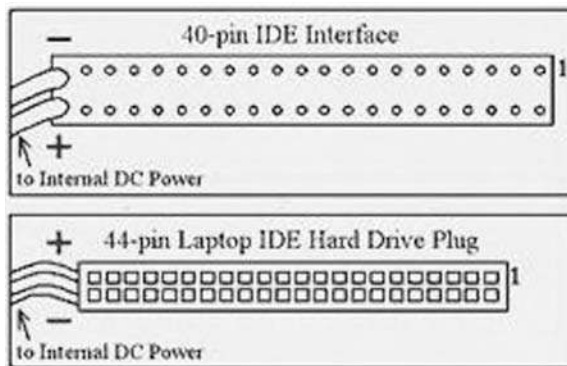 −
40-pin IDE Interface
1
+
to Internal DC Power
+
44-pin Laptop IDE Hard Drive Plug
1
−
to Internal DC Power